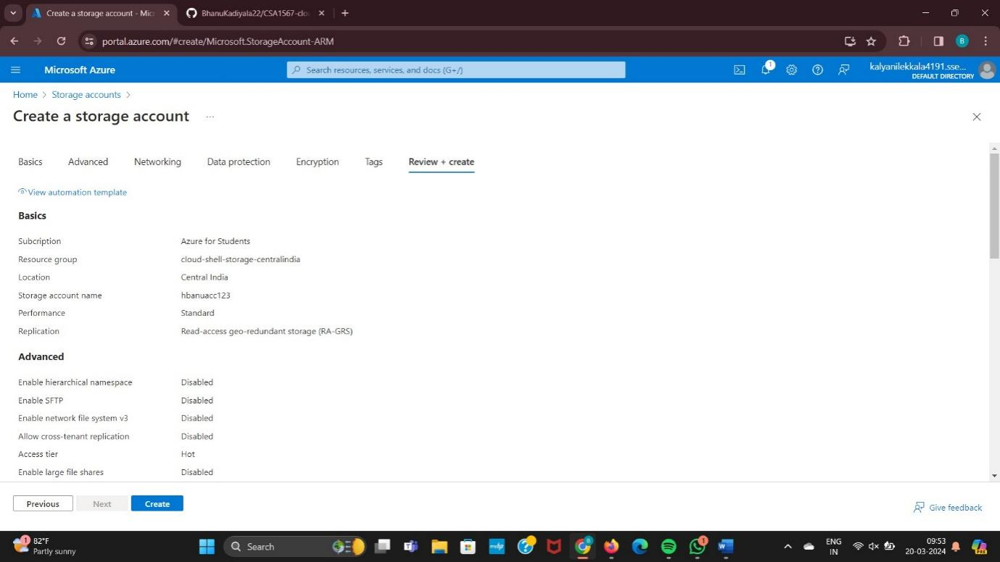 Create a storage account - Micr
BhanuKadiyala22/CSA1567-clo
portal.azure.com/#create/Microsoft.StorageAccount-ARM
B
Microsoft Azure
Search resources, services, and docs (G+/)
1
kalyanilekkala4191.sse...
DEFAULT DIRECTORY
Home > Storage accounts >
Create a storage account ...
Basics Advanced Networking Data protection Encryption Tags Review + create
View automation template
Basics
Subcription Azure for Students
Resource group cloud-shell-storage-centralindia
Location Central India
Storage account name hbanuacc123
Performance Standard
Replication Read-access geo-redundant storage (RA-GRS)
Advanced
Enable hierarchical namespace Disabled
Enable SFTP Disabled
Enable network file system v3 Disabled
Allow cross-tenant replication Disabled
Access tier Hot
Enable large file shares Disabled
Previous Next Create
Give feedback
1
82°F
Partly sunny
Search
1
ENG
IN
09:53
20-03-2024
PRE